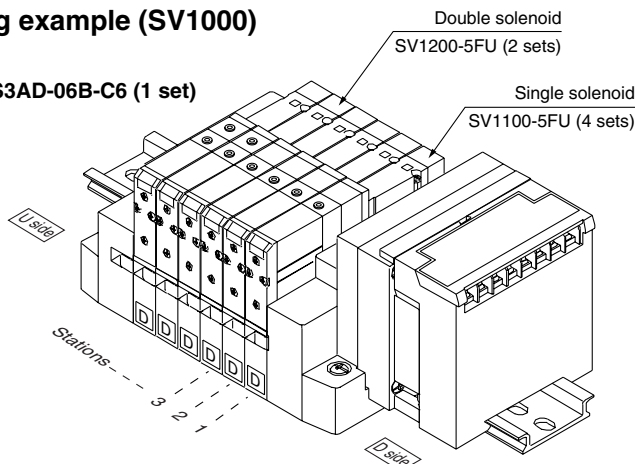 g example (SV1000)
Double solenoid
SV1200-5FU (2 sets)
S3AD-06B-C6 (1 set)
Single solenoid
SV1100-5FU (4 sets)
U side
D D D D D D
Stations
3
2
1
D side